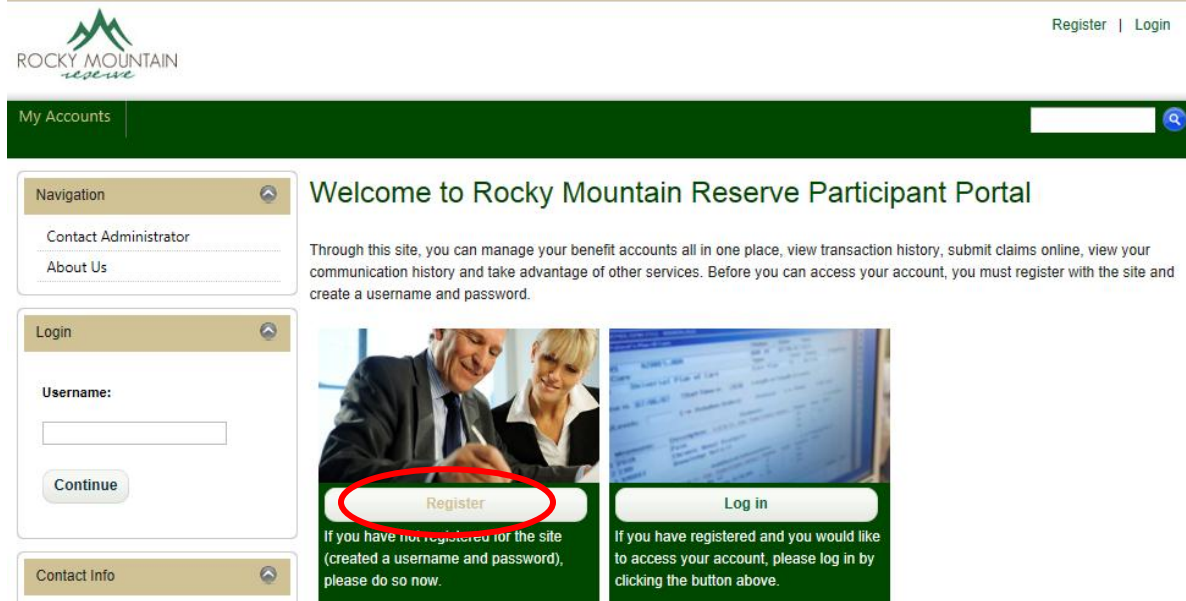 ROCKY MOUNTAIN
reserve
Register | Login
My Accounts
Navigation
Contact Administrator
About Us
Login
Username:
Continue
Contact Info
Welcome to Rocky Mountain Reserve Participant Portal
Through this site, you can manage your benefit accounts all in one place, view transaction history, submit claims online, view your
communication history and take advantage of other services. Before you can access your account, you must register with the site and
create a username and password.
Register
If you have not registered for the site
(created a username and password),
please do so now.
Log in
If you have registered and you would like
to access your account, please log in by
clicking the button above.